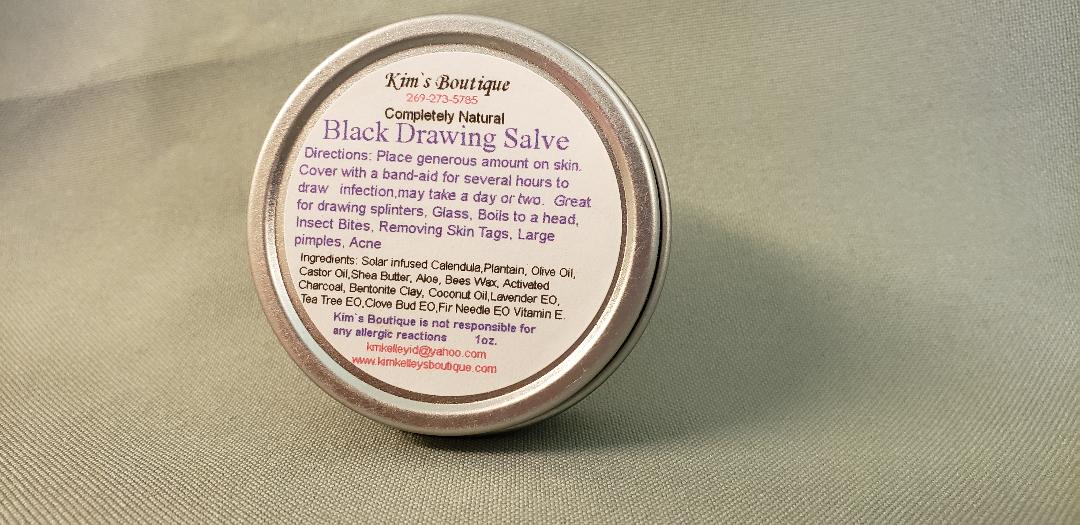 Kim`s Boutique
269-273-5785
Completely Natural
Black Drawing Salve
Directions: Place generous amount on skin.
Cover with a band-aid for several hours to
draw infection,may take a day or two. Great
for drawing splinters, Glass, Boils to a head,
Insect Bites, Removing Skin Tags, Large
pimples, Acne
Ingredients: Solar infused Calendula,Plantain, Olive Oil,
Castor Oil,Shea Butter, Aloe, Bees Wax, Activated
Charcoal, Bentonite Clay, Coconut Oil,Lavender EO,
Tea Tree EO,Clove Bud EO,Fir Needle EO Vitamin E.
Kim`s Boutique is not responsible for
any allergic reactions 1oz.
kmkelleyid@yahoo.com
www.kimkelleysboutique.com